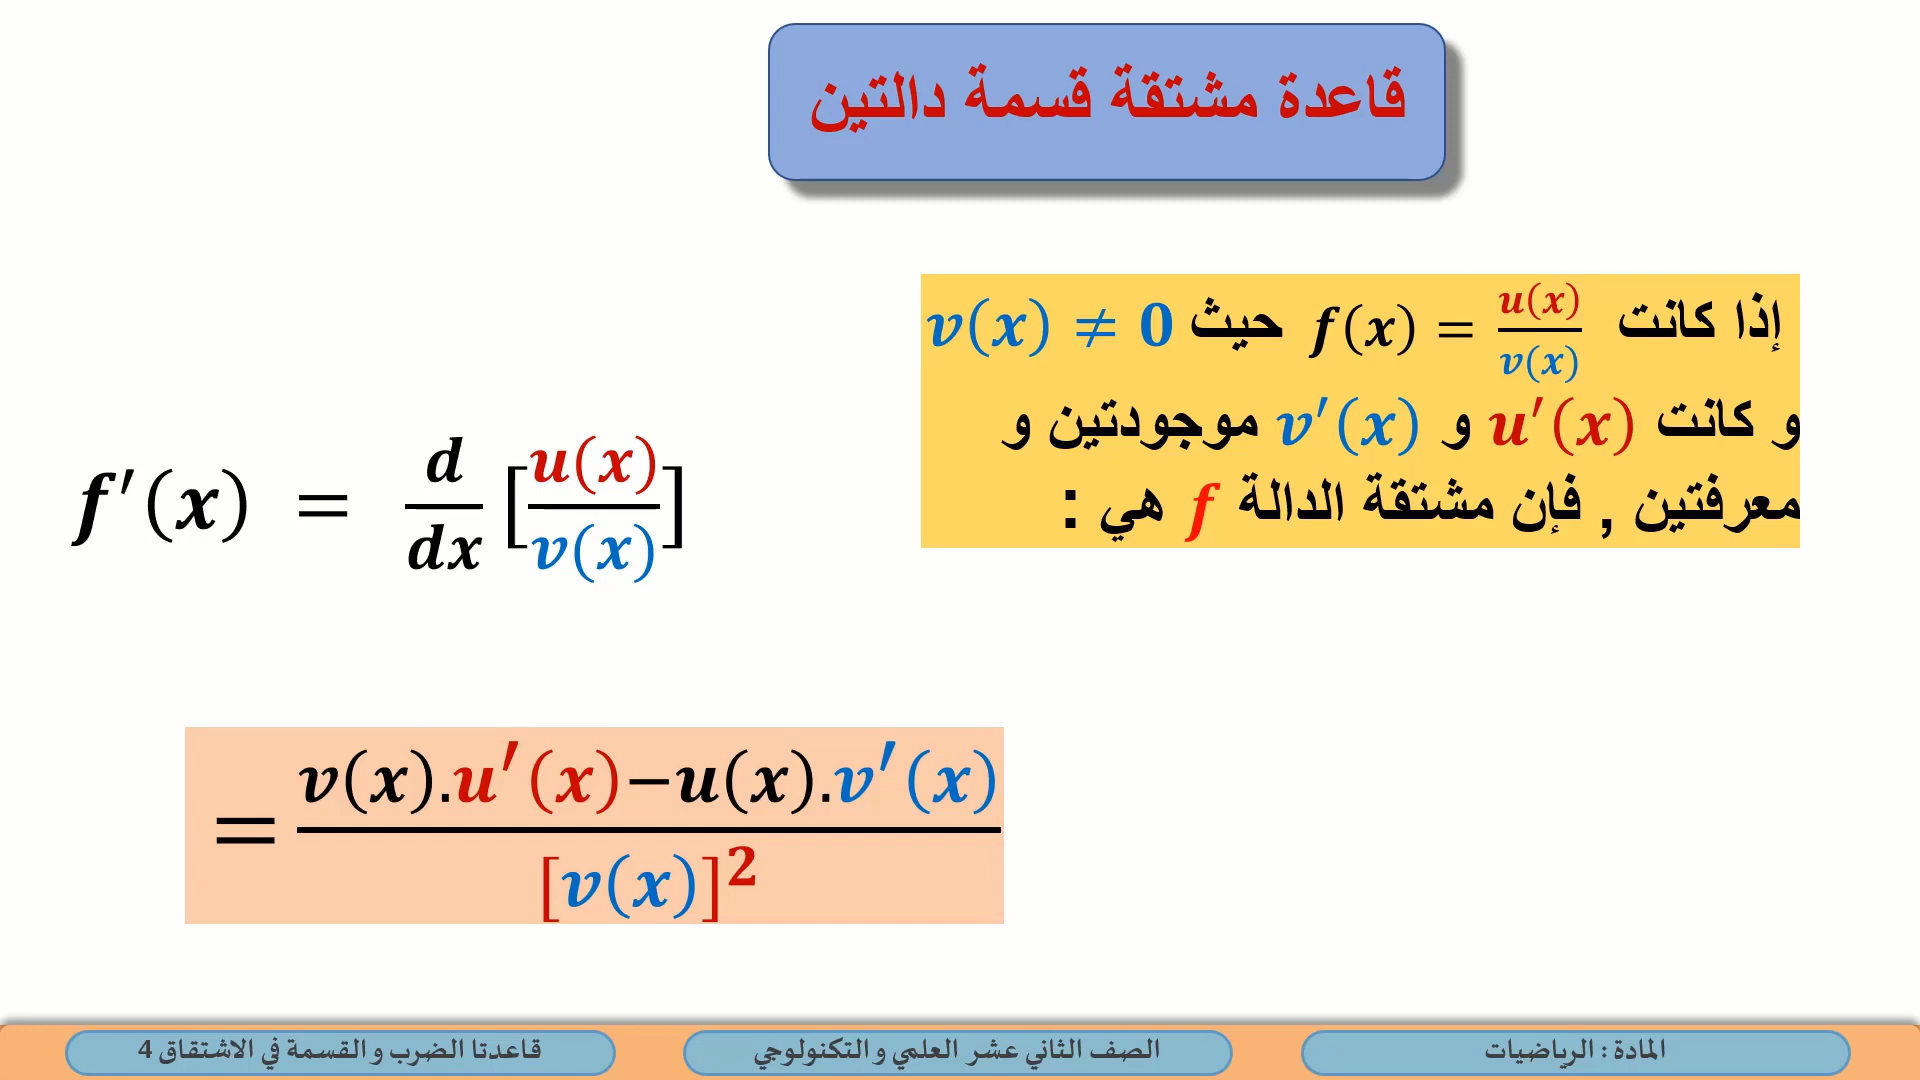 قاعدة مشتقة قسمة دالتين
إذا كانت f(x) = u(x)/v(x) حيث v(x) ≠ 0
و كانت u′(x) و v′(x) موجودتين و
معرفتين , فإن مشتقة الدالة f هي :
f′(x) = d/dx [u(x)/v(x)]
= v(x).u′(x)−u(x).v′(x) / [v(x)]²
المادة : الرياضيات
الصف الثاني عشر العلمي و التكنولوجي
قاعدتا الضرب و القسمة في الاشتقاق 4